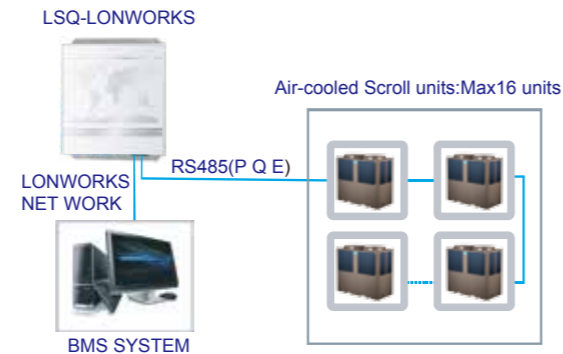 LSQ-LONWORKS
Air-cooled Scroll units:Max16 units
RS485(P Q E)
LONWORKS
NET WORK
BMS SYSTEM